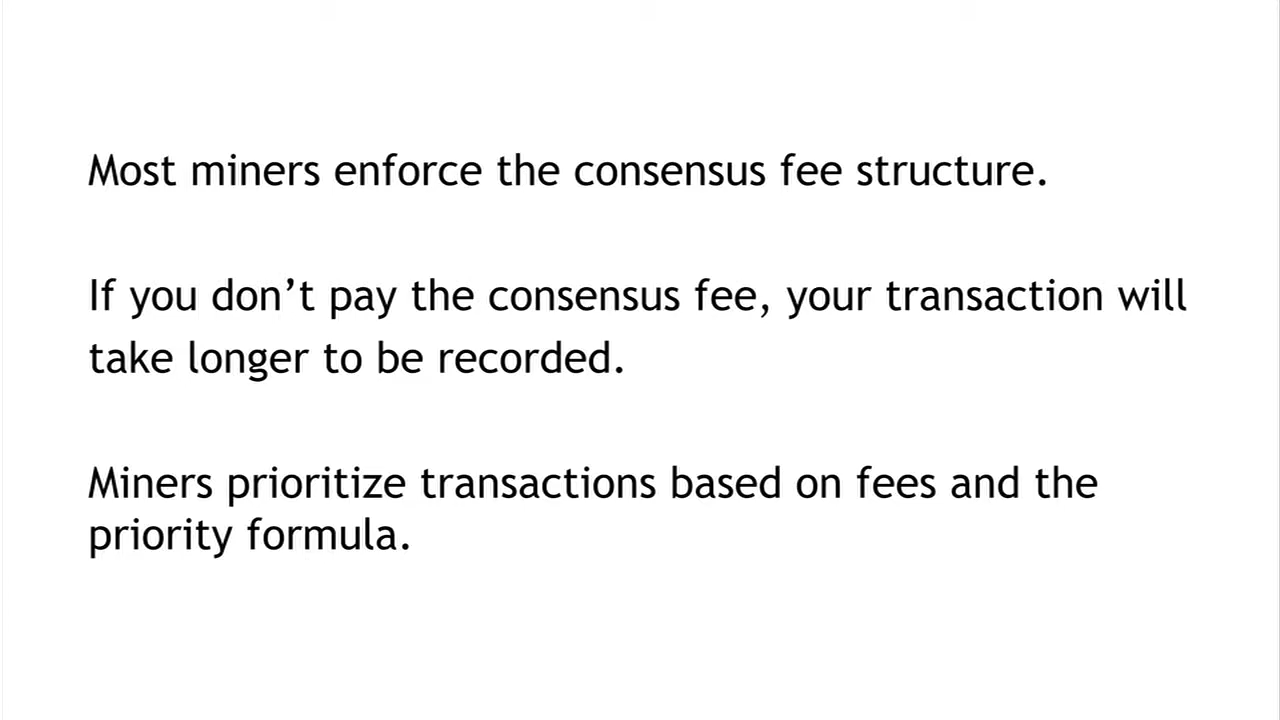 Most miners enforce the consensus fee structure.
If you don’t pay the consensus fee, your transaction will
take longer to be recorded.
Miners prioritize transactions based on fees and the
priority formula.